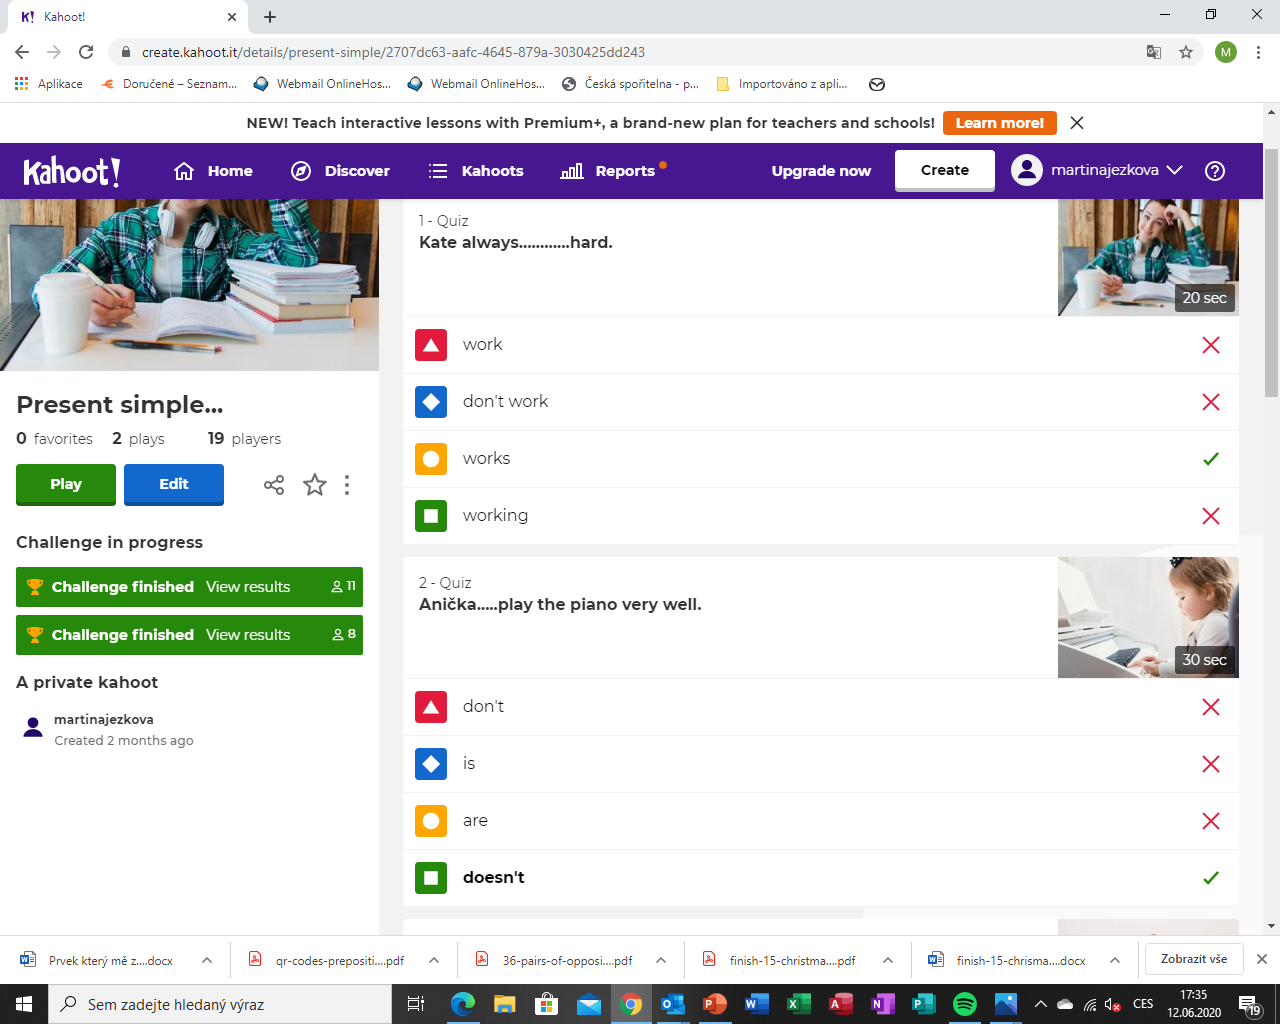 Kahoot!
create.kahoot.it/details/present-simple/2707dc63-aafc-4645-879a-3030425dd243
M
Aplikace
Doručené – Seznam...
Webmail OnlineHos...
Webmail OnlineHos...
Česká spořitelna - p...
Importováno z apli...
NEW! Teach interactive lessons with Premium+, a brand-new plan for teachers and schools!
Learn more!
Kahoot!
Home
Discover
Kahoots
Reports
Upgrade now
Create
martinajezkova
Present simple...
0 favorites 2 plays 19 players
Play
Edit
Challenge in progress
Challenge finished View results 11
Challenge finished View results 8
A private kahoot
martinajezkova
Created 2 months ago
1 - Quiz
Kate always............hard.
20 sec
work
don't work
works
working
2 - Quiz
Anička.....play the piano very well.
30 sec
don't
is
are
doesn't
Prvek který mě z....docx
qr-codes-prepositi....pdf
36-pairs-of-opposi....pdf
finish-15-christma....pdf
finish-15-chrisma....docx
Zobrazit vše
Sem zadejte hledaný výraz
CES
17:35
12.06.2020
19